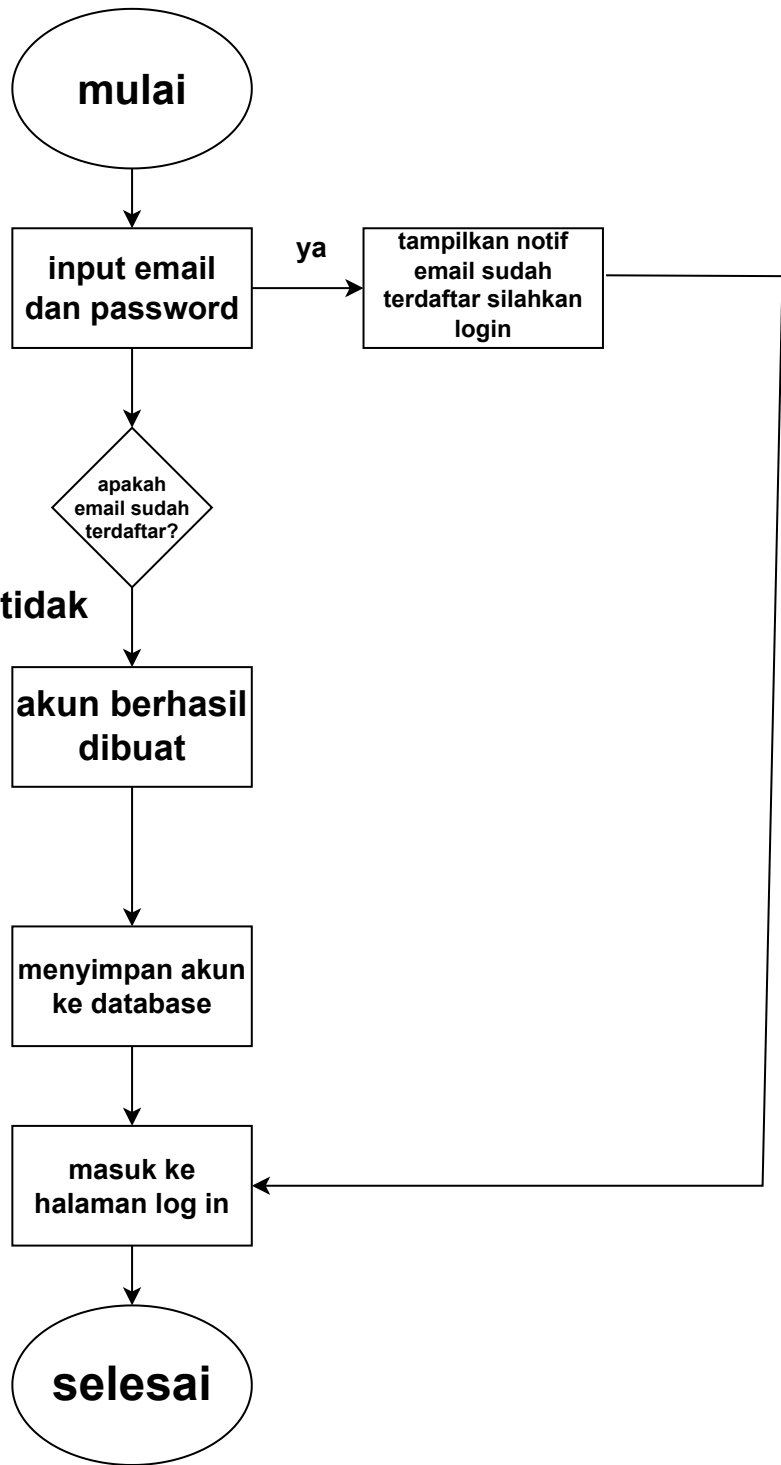 mulai
input email
dan password
ya
tampilkan notif
email sudah
terdaftar silahkan
login
apakah
email sudah
terdaftar?
tidak
akun berhasil
dibuat
menyimpan akun
ke database
masuk ke
halaman log in
selesai